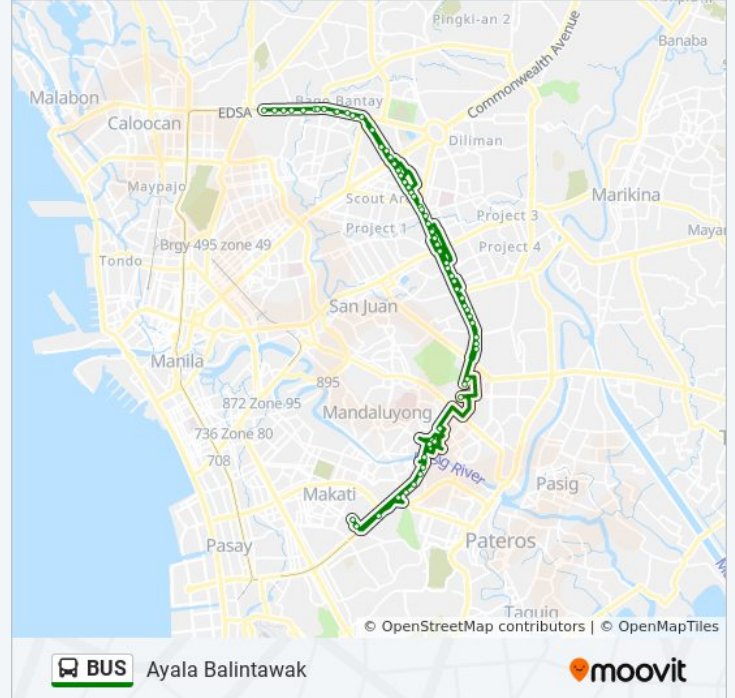 Pingki-an 2
Commonwealth Avenue
Banaba
Malabon
Bago Bantay
EDSA
Caloocan
Diliman
Maypajo
Marikina
Scout Ar
Project 3
Project 1
Project 4
Brgy 495 zone 49
Tondo
San Juan
Manila
895
872 Zone 95
Mandaluyong
736 Zone 80
708
Pasig River
Makati
Pasig
Pasay
Pateros
Taguig
© OpenStreetMap contributors | © OpenMapTiles
BUS Ayala Balintawak
moovit